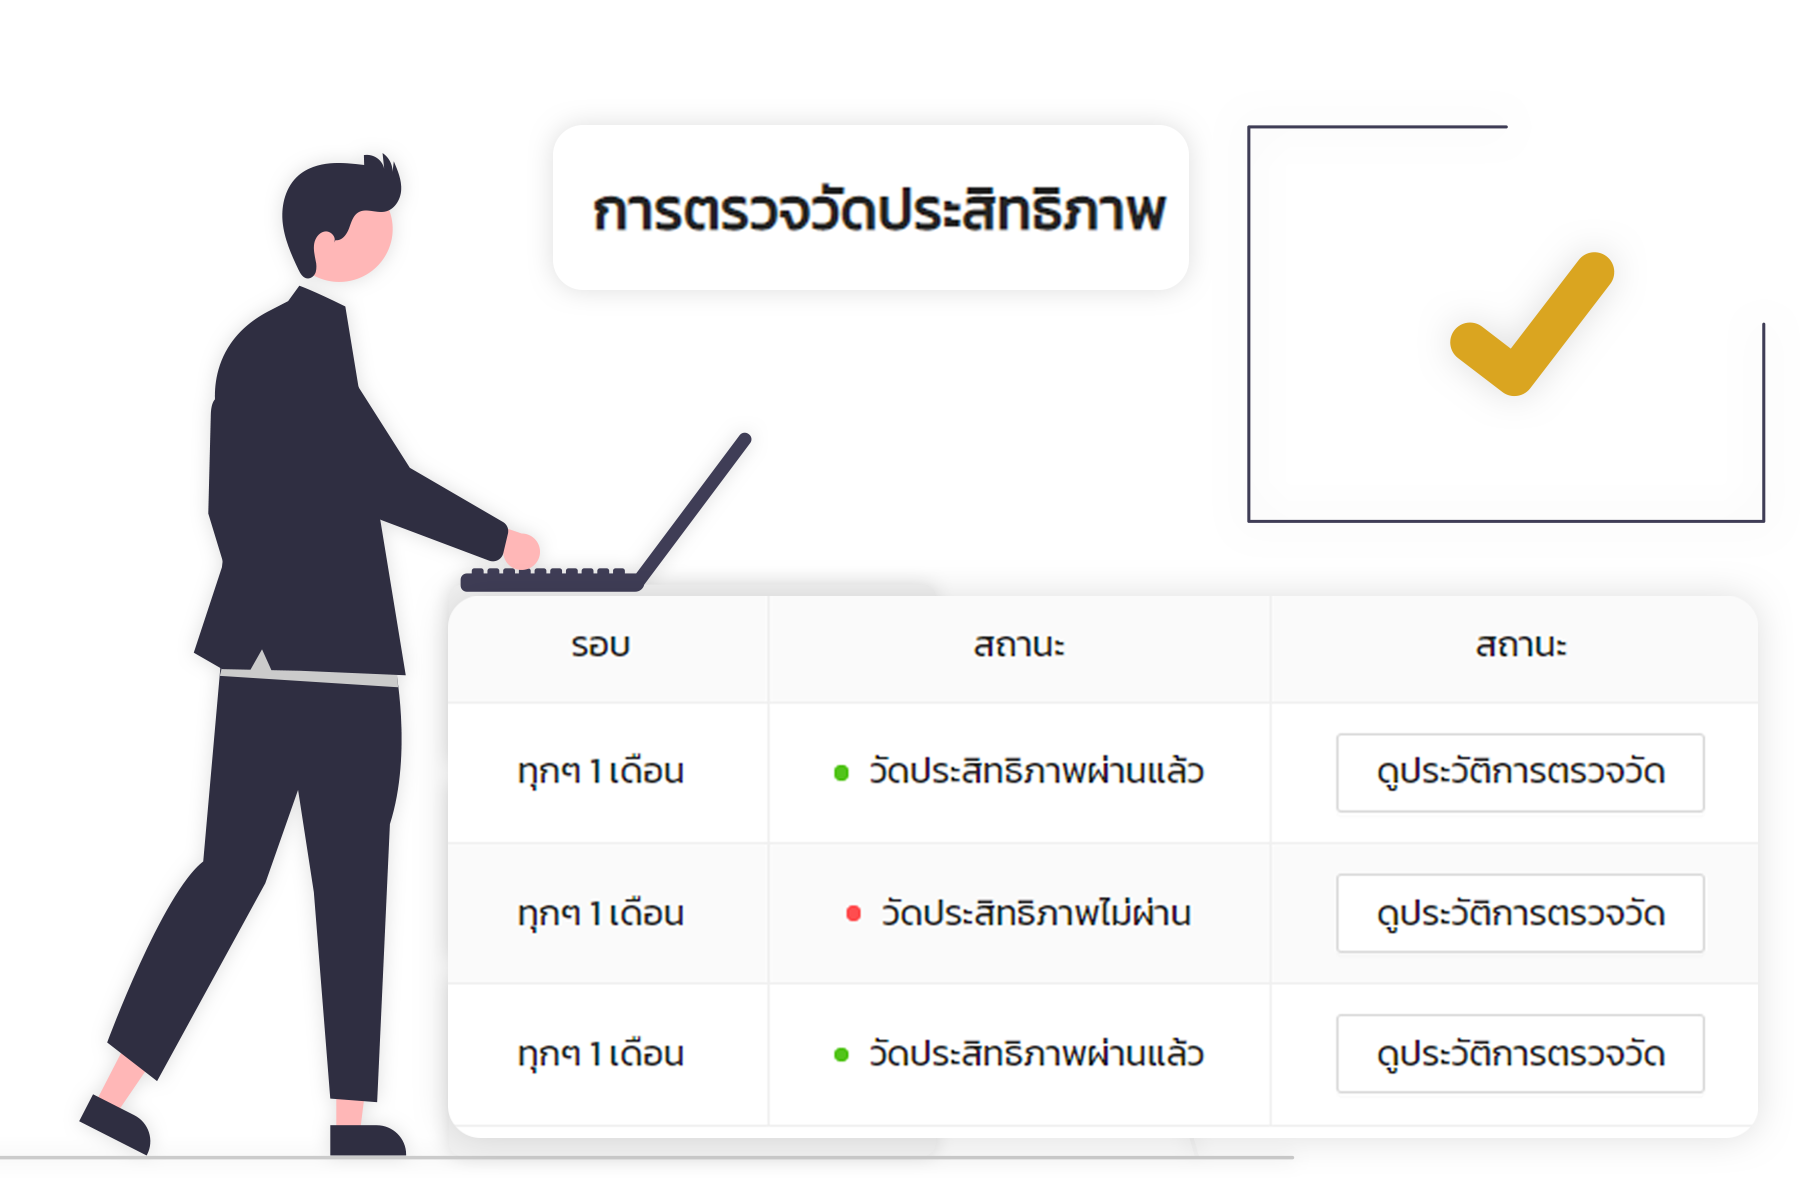 การตรวจวัดประสิทธิภาพ
รอบ สถานะ สถานะ
ทุกๆ 1 เดือน วัดประสิทธิภาพผ่านแล้ว ดูประวัติการตรวจวัด
ทุกๆ 1 เดือน วัดประสิทธิภาพไม่ผ่าน ดูประวัติการตรวจวัด
ทุกๆ 1 เดือน วัดประสิทธิภาพผ่านแล้ว ดูประวัติการตรวจวัด